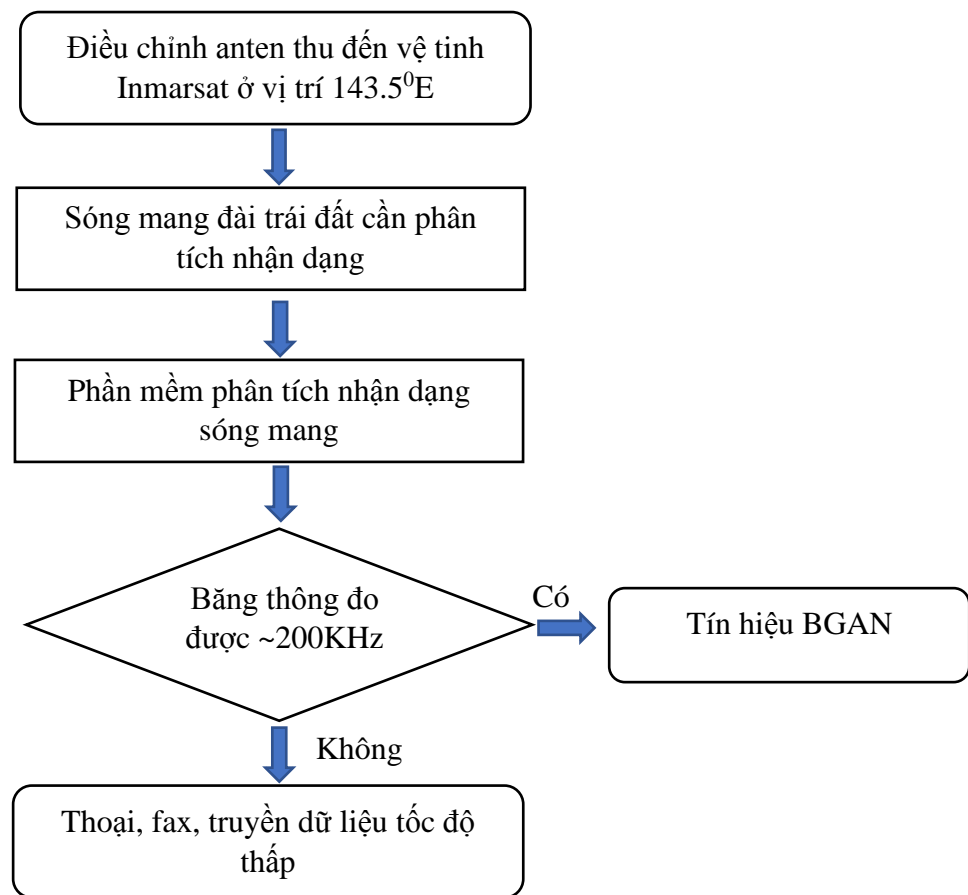 Điều chỉnh anten thu đến vệ tinh
Inmarsat ở vị trí 143.5⁰E
Sóng mang đài trái đất cần phân
tích nhận dạng
Phần mềm phân tích nhận dạng
sóng mang
Băng thông đo
được ~200KHz
Có
Tín hiệu BGAN
Không
Thoại, fax, truyền dữ liệu tốc độ
thấp